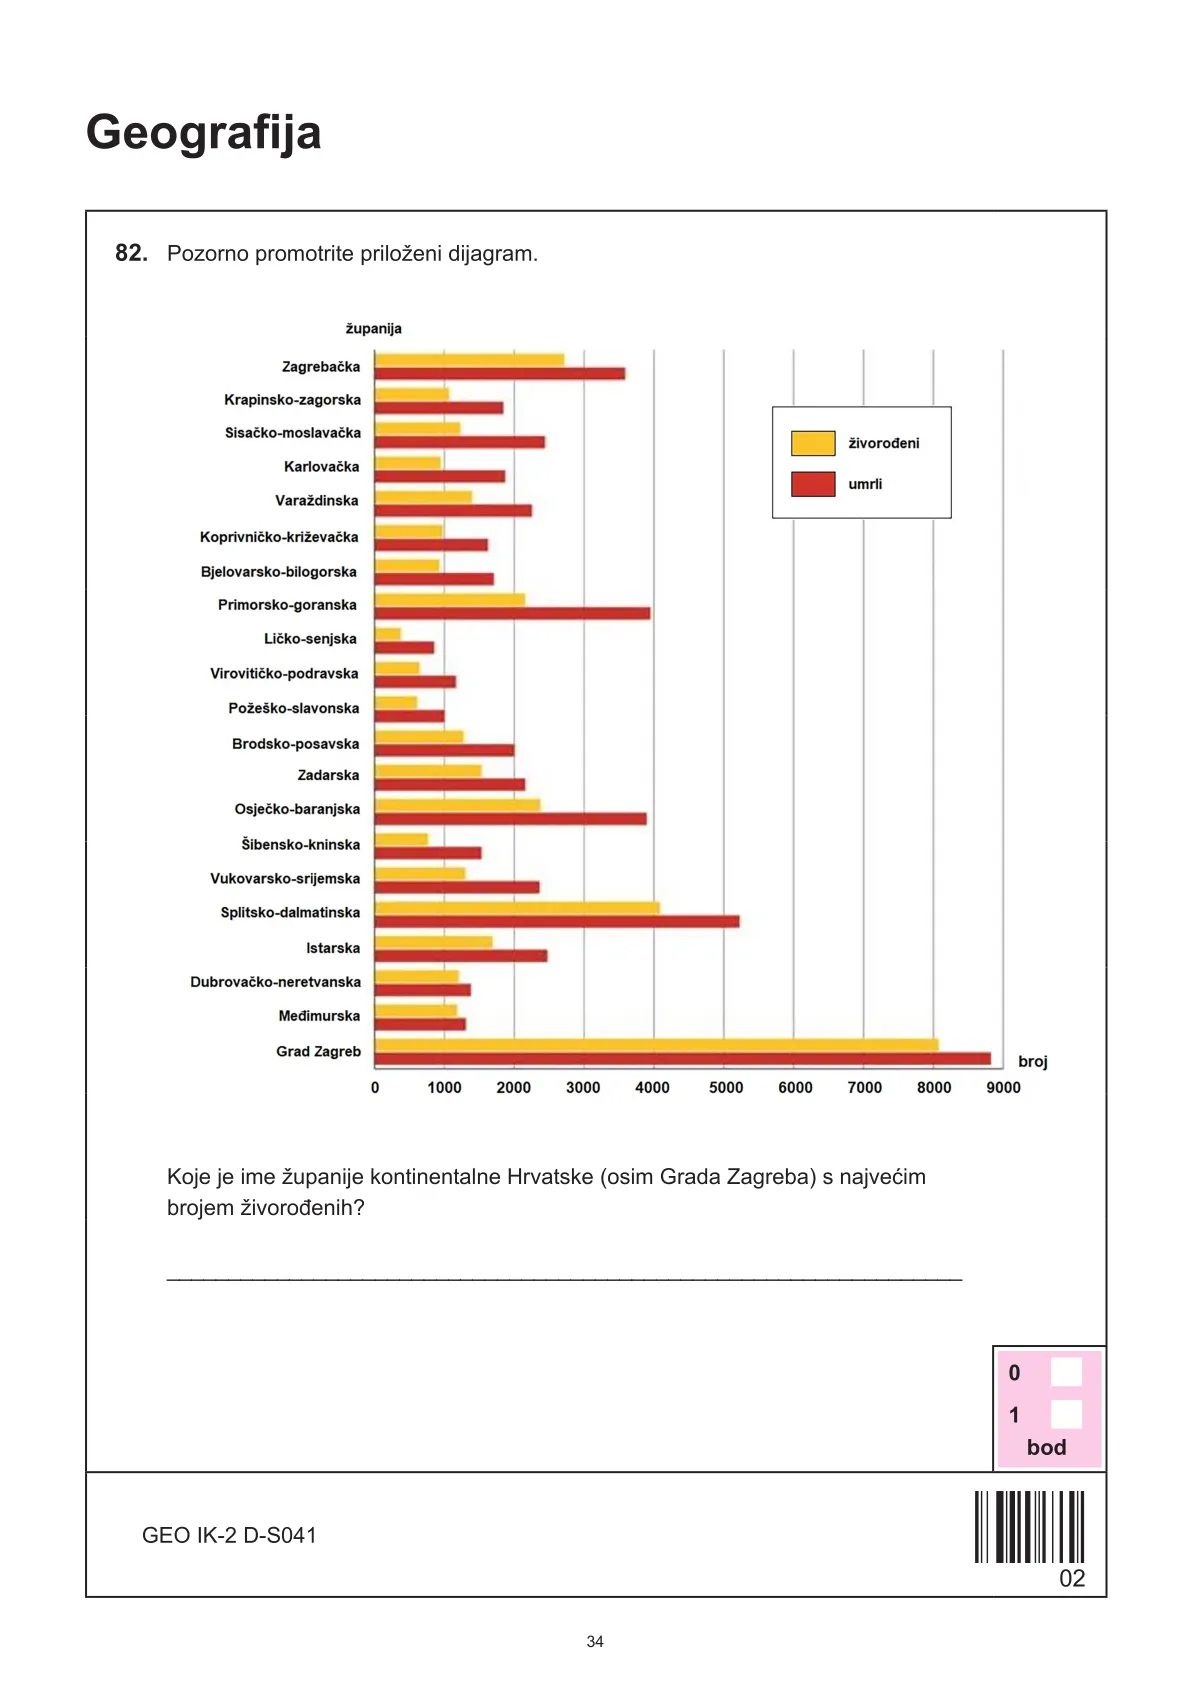 Geografija
82. Pozorno promotrite priloženi dijagram.
županija
Zagrebačka
Krapinsko-zagorska
Sisačko-moslavačka
Karlovačka
Varaždinska
Koprivničko-križevačka
Bjelovarsko-bilogorska
Primorsko-goranska
Ličko-senjska
Virovitičko-podravska
Požeško-slavonska
Brodsko-posavska
Zadarska
Osječko-baranjska
Šibensko-kninska
Vukovarsko-srijemska
Splitsko-dalmatinska
Istarska
Dubrovačko-neretvanska
Međimurska
Grad Zagreb
živorođeni
umrli
broj
0 1000 2000 3000 4000 5000 6000 7000 8000 9000
Koje je ime županije kontinentalne Hrvatske (osim Grada Zagreba) s najvećim
brojem živorođenih?
0
1
bod
GEO IK-2 D-S041
02
34